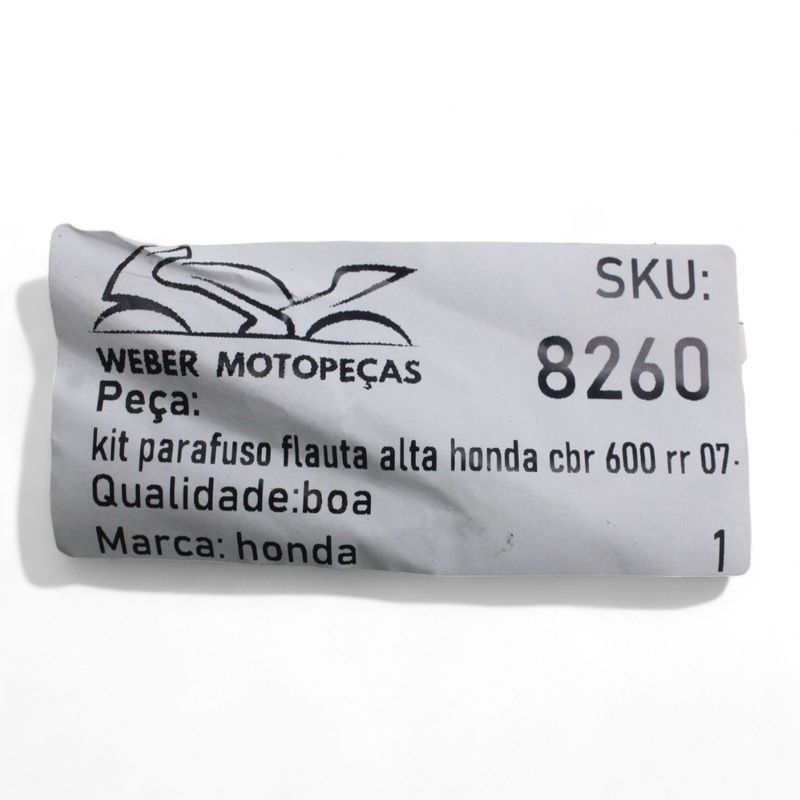 WEBER MOTOPEÇAS
SKU:
8260
Peça:
kit parafuso flauta alta honda cbr 600 rr 07-
Qualidade:boa
Marca: honda
1